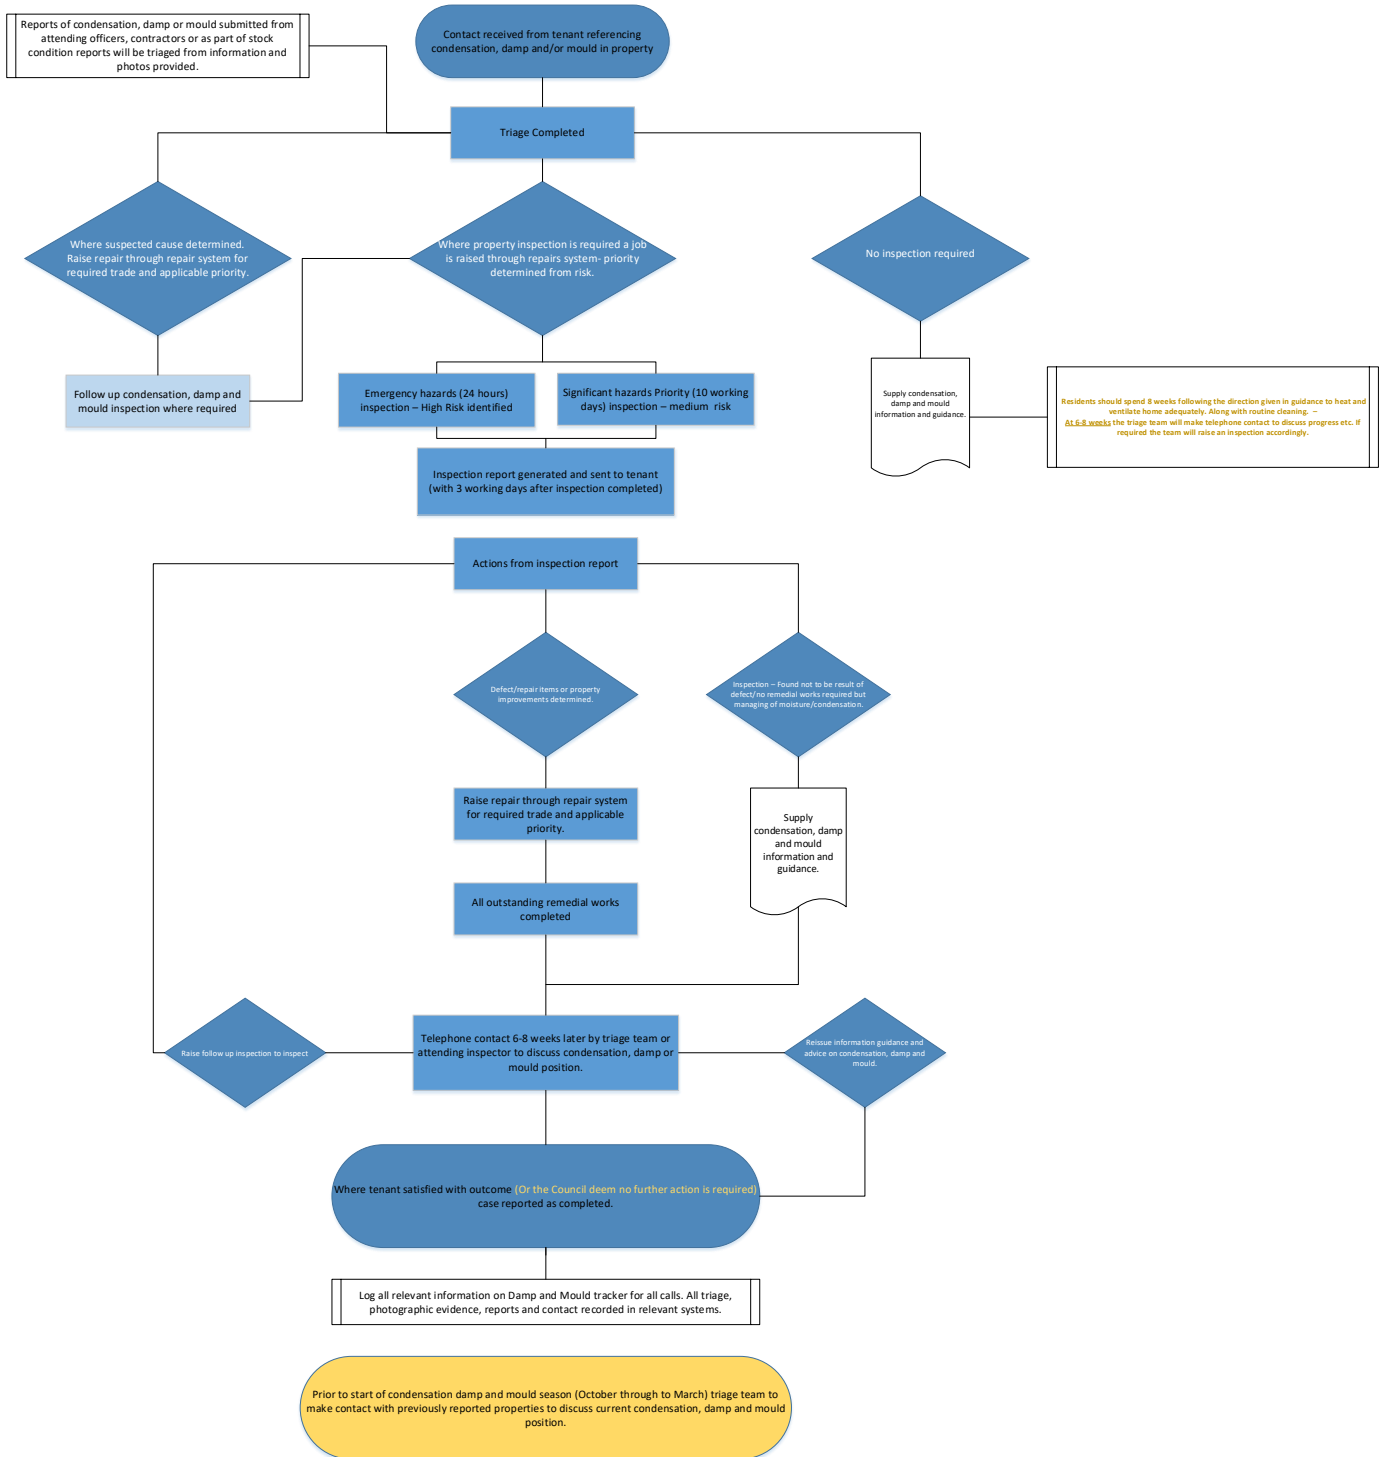 Reports of condensation, damp or mould submitted from
attending officers, contractors or as part of stock
condition reports will be triaged from information and
photos provided.
Contact received from tenant referencing
condensation, damp and/or mould in property
Triage Completed
Where suspected cause determined.
Raise repair through repair system for
required trade and applicable priority.
Where property inspection is required a job
is raised through repairs system- priority
determined from risk.
No inspection required
Follow up condensation, damp and
mould inspection where required
Emergency hazards (24 hours)
inspection – High Risk identified
Significant hazards Priority (10 working
days) inspection – medium risk
Supply condensation,
damp and mould
information and guidance.
Residents should spend 8 weeks following the direction given in guidance to heat and
ventilate home adequately. Along with routine cleaning. –
At 6-8 weeks the triage team will make telephone contact to discuss progress etc. If
required the team will raise an inspection accordingly.
Inspection report generated and sent to tenant
(with 3 working days after inspection completed)
Actions from inspection report
Defect/repair items or property
improvements determined.
Inspection – Found not to be result of
defect/no remedial works required but
managing of moisture/condensation.
Raise repair through repair system
for required trade and applicable
priority.
Supply
condensation, damp
and mould
information and
guidance.
All outstanding remedial works
completed
Raise follow up inspection to inspect
Telephone contact 6-8 weeks later by triage team or
attending inspector to discuss condensation, damp or
mould position.
Reissue information guidance and
advice on condensation, damp and
mould.
Where tenant satisfied with outcome (Or the Council deem no further action is required)
case reported as completed.
Log all relevant information on Damp and Mould tracker for all calls. All triage,
photographic evidence, reports and contact recorded in relevant systems.
Prior to start of condensation damp and mould season (October through to March) triage team to
make contact with previously reported properties to discuss current condensation, damp and mould
position.